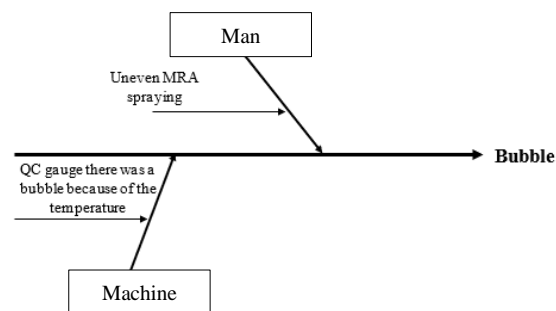 Man
Uneven MRA
spraying
Bubble
QC gauge there was a
bubble because of the
temperature
Machine